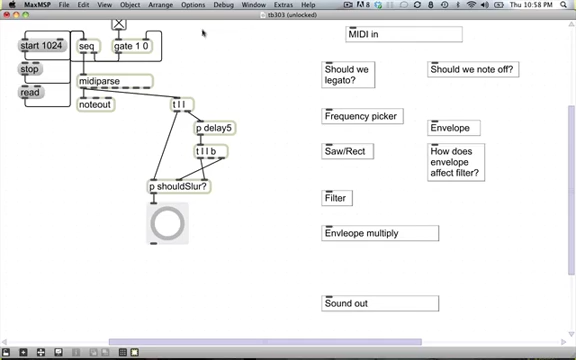 MaxMSP File Edit View Object Arrange Options Debug Window Extras Help 8 Thu 10:58 PM
tb303 (unlocked)
start 1024
seq
gate 1 0
stop
read
midiparse
noteout
t l l
p delay5
t l l b
p shouldSlur?
MIDI in
Should we
legato?
Should we note off?
Frequency picker
Envelope
Saw/Rect
How does
envelope
affect filter?
Filter
Envleope multiply
Sound out